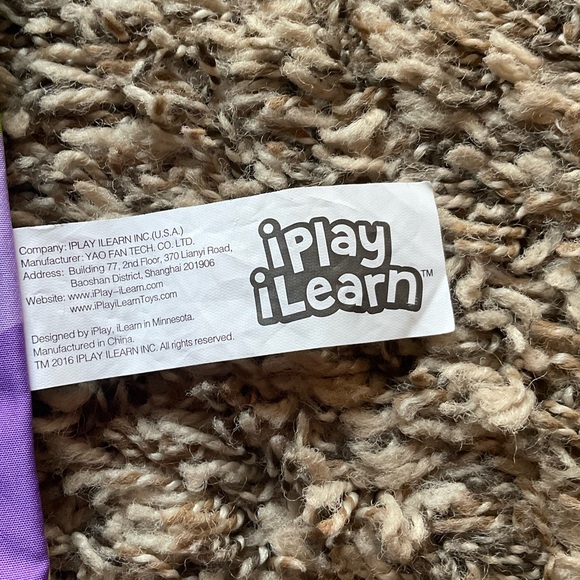 Company: IPLAY ILEARN INC.(U.S.A.)
Manufacturer: YAO FAN TECH. CO. LTD.
Address: Building 77, 2nd Floor, 370 Lianyi Road,
Baoshan District, Shanghai 201906
Website: www.iPlay-iLearn.com
www.iPlayiLearnToys.com
Designed by iPlay, iLearn in Minnesota.
Manufactured in China.
TM 2016 IPLAY ILEARN INC. All rights reserved.
iPlay
iLearn™